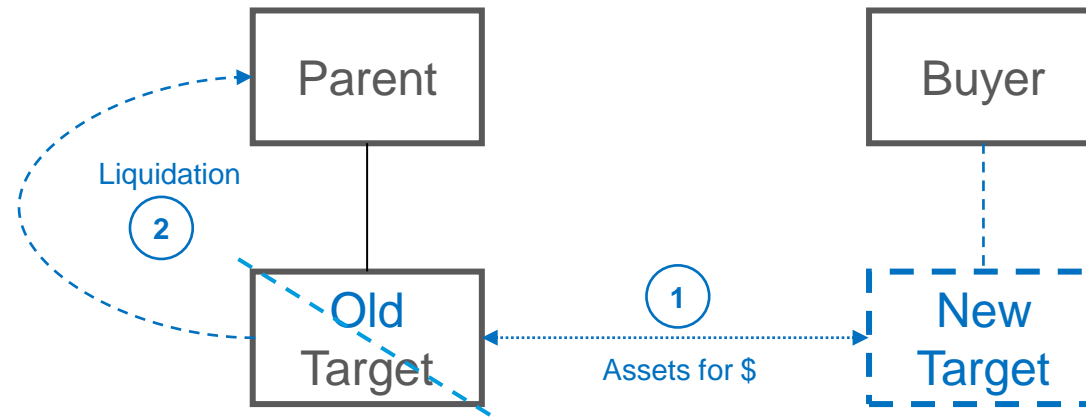 Parent
Buyer
Liquidation
2
Old
Target
1
Assets for $
New
Target